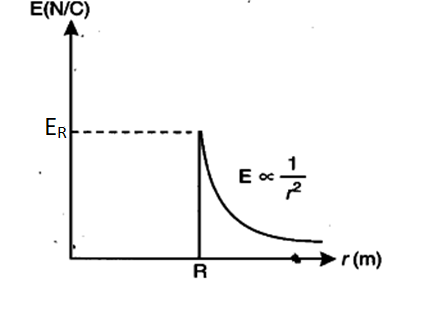 E(N/C)
E_R
E ∝ 1/r²
R
r (m)